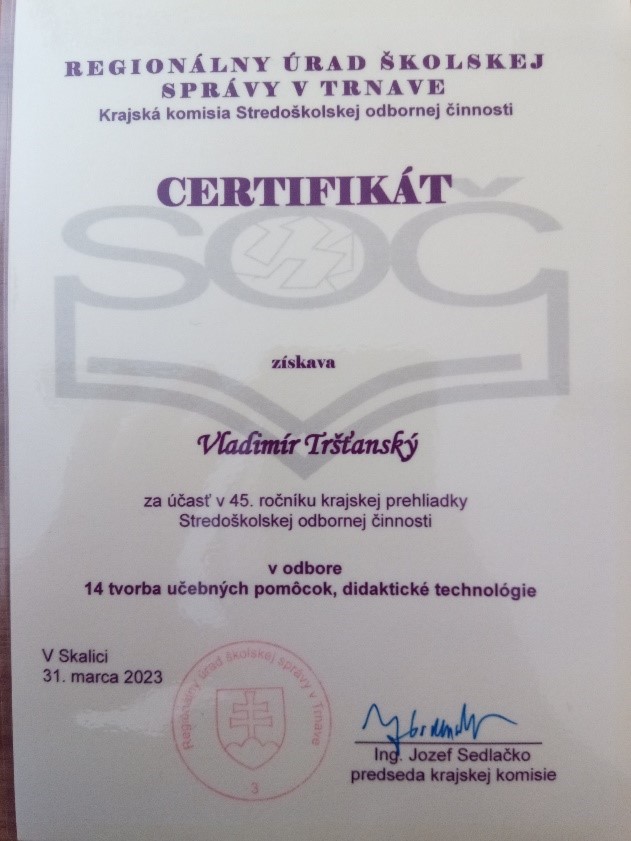 REGIONÁLNY ÚRAD ŠKOLSKEJ
SPRÁVY V TRNAVE
Krajská komisia Stredoškolskej odbornej činnosti
CERTIFIKÁT
SOČ
získava
Vladimír Tršťanský
za účasť v 45. ročníku krajskej prehliadky
Stredoškolskej odbornej činnosti
v odbore
14 tvorba učebných pomôcok, didaktické technológie
V Skalici
31. marca 2023
Regionálny úrad školskej správy v Trnave
3
Ing. Jozef Sedlačko
predseda krajskej komisie